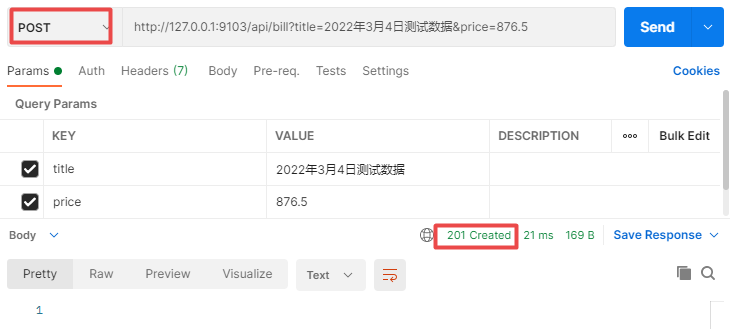 POST http://127.0.0.1:9103/api/bill?title=2022年3月4日测试数据&price=876.5 Send
Params Auth Headers (7) Body Pre-req. Tests Settings Cookies
Query Params
KEY VALUE DESCRIPTION ooo Bulk Edit
title 2022年3月4日测试数据
price 876.5
Body 201 Created 21 ms 169 B Save Response
Pretty Raw Preview Visualize Text
1